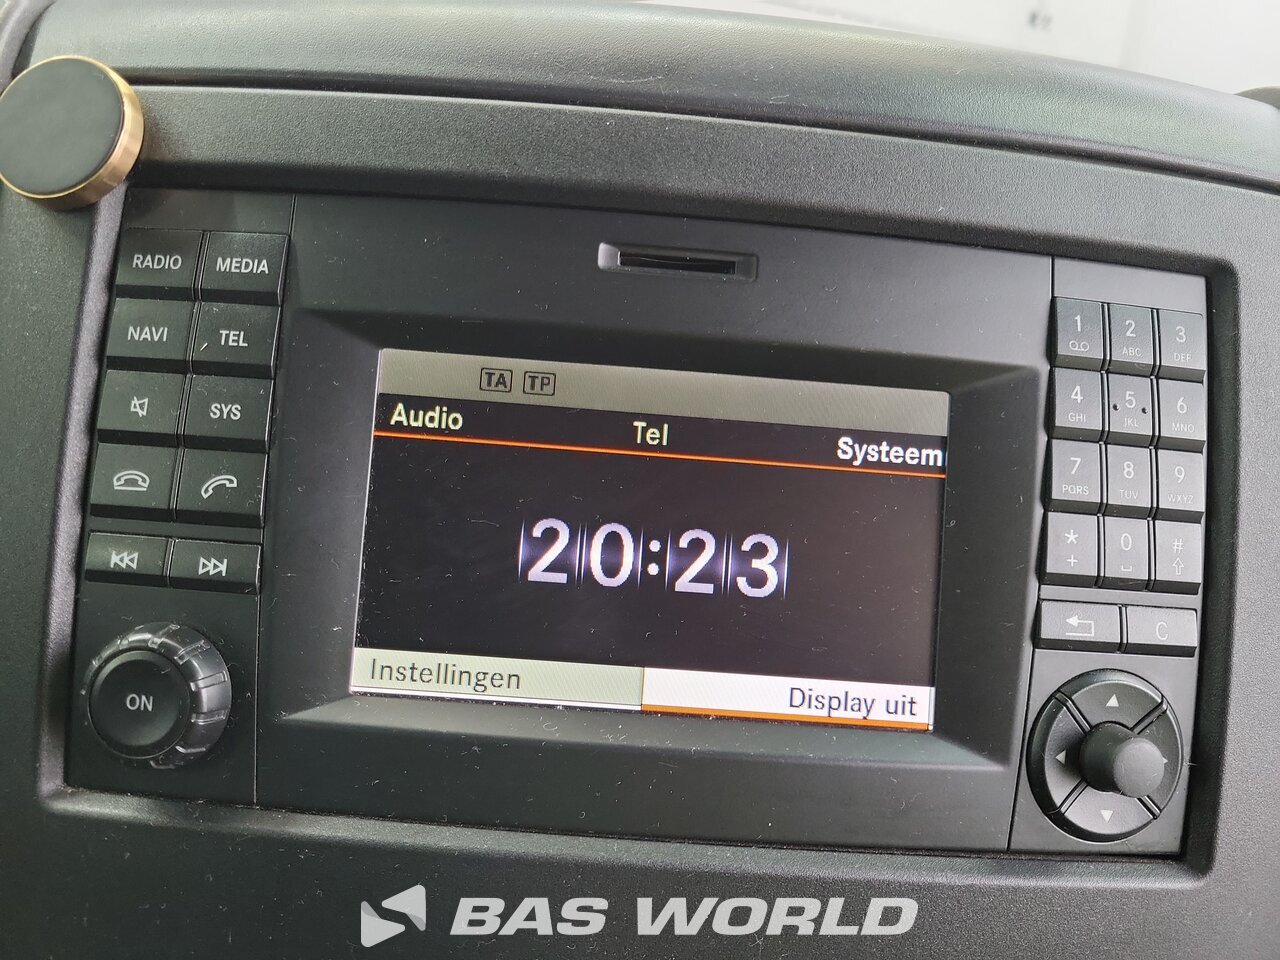 RADIO MEDIA
NAVI TEL
SYS
ON
TA TP
Audio Tel Systeem
20:23
Instellingen Display uit
1 2 ABC 3 DEF
4 GHI 5 JKL 6 MNO
7 PQRS 8 TUV 9 WXYZ
* + 0 #
C
BAS WORLD